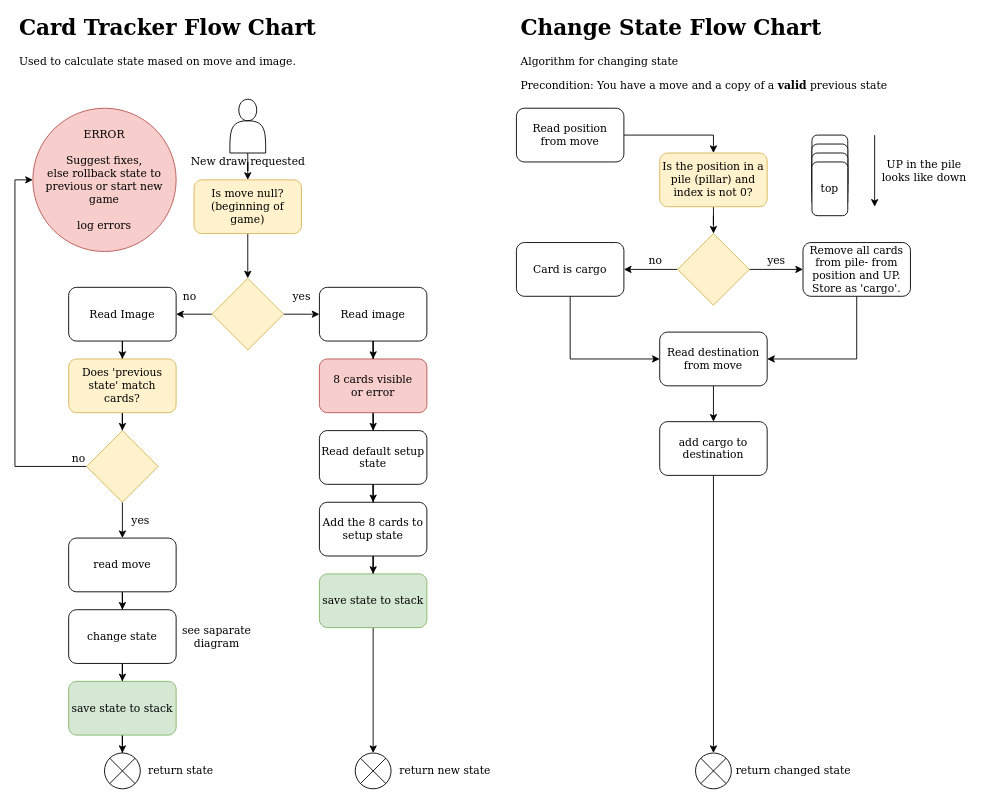 Card Tracker Flow Chart
Used to calculate state mased on move and image.
ERROR
Suggest fixes,
else rollback state to
previous or start new
game
log errors
New draw requested
Is move null?
(beginning of
game)
no
yes
Read Image
Read image
Does 'previous
state' match
cards?
8 cards visible
or error
no
Read default setup
state
yes
Add the 8 cards to
setup state
read move
save state to stack
change state
see saparate
diagram
save state to stack
return state
return new state
Change State Flow Chart
Algorithm for changing state
Precondition: You have a move and a copy of a valid previous state
Read position
from move
Is the position in a
pile (pillar) and
index is not 0?
top
UP in the pile
looks like down
no
yes
Card is cargo
Remove all cards
from pile- from
position and UP.
Store as 'cargo'.
Read destination
from move
add cargo to
destination
return changed state